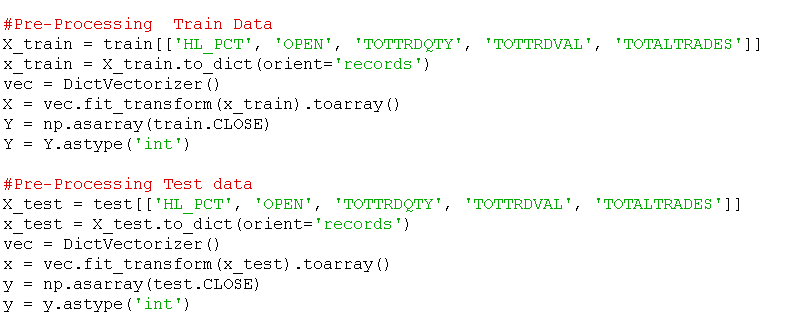 #Pre-Processing  Train Data
X_train = train[['HL_PCT', 'OPEN', 'TOTTRDQTY', 'TOTTRDVAL', 'TOTALTRADES']]
x_train = X_train.to_dict(orient='records')
vec = DictVectorizer()
X = vec.fit_transform(x_train).toarray()
Y = np.asarray(train.CLOSE)
Y = Y.astype('int')
#Pre-Processing Test data
X_test = test[['HL_PCT', 'OPEN', 'TOTTRDQTY', 'TOTTRDVAL', 'TOTALTRADES']]
x_test = X_test.to_dict(orient='records')
vec = DictVectorizer()
x = vec.fit_transform(x_test).toarray()
y = np.asarray(test.CLOSE)
y = y.astype('int')